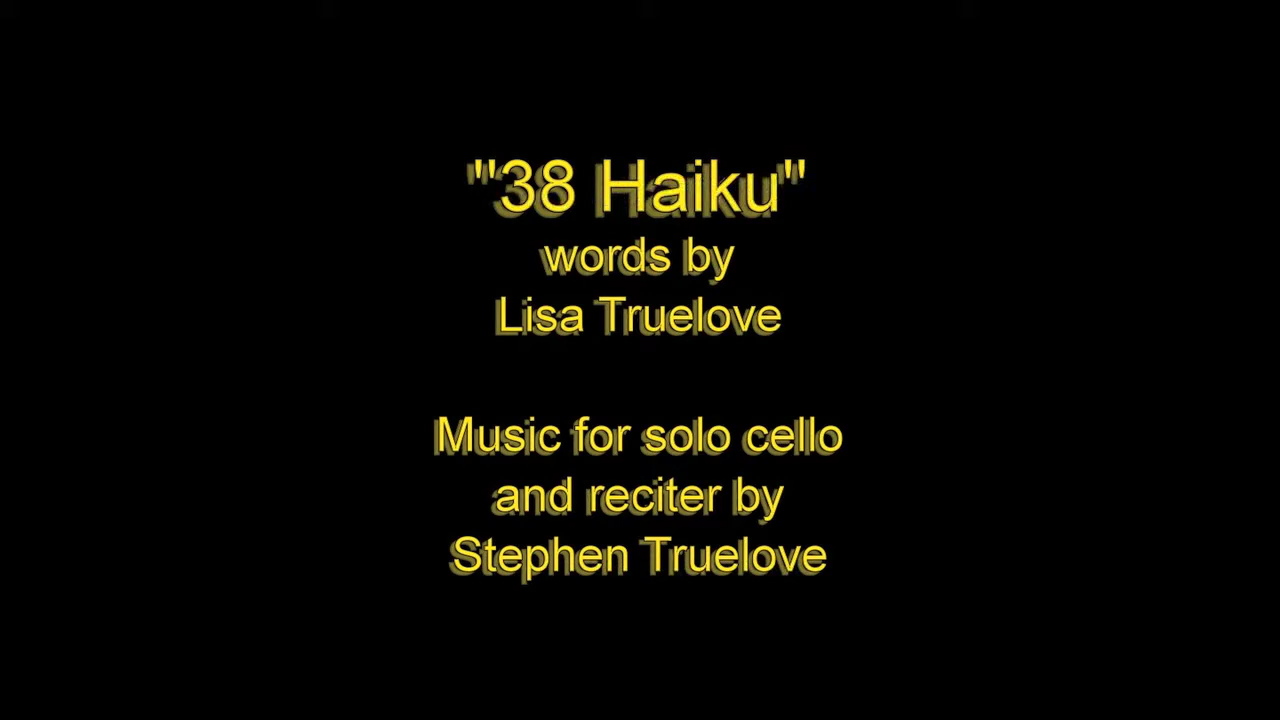 "38 Haiku"
words by
Lisa Truelove
Music for solo cello
and reciter by
Stephen Truelove